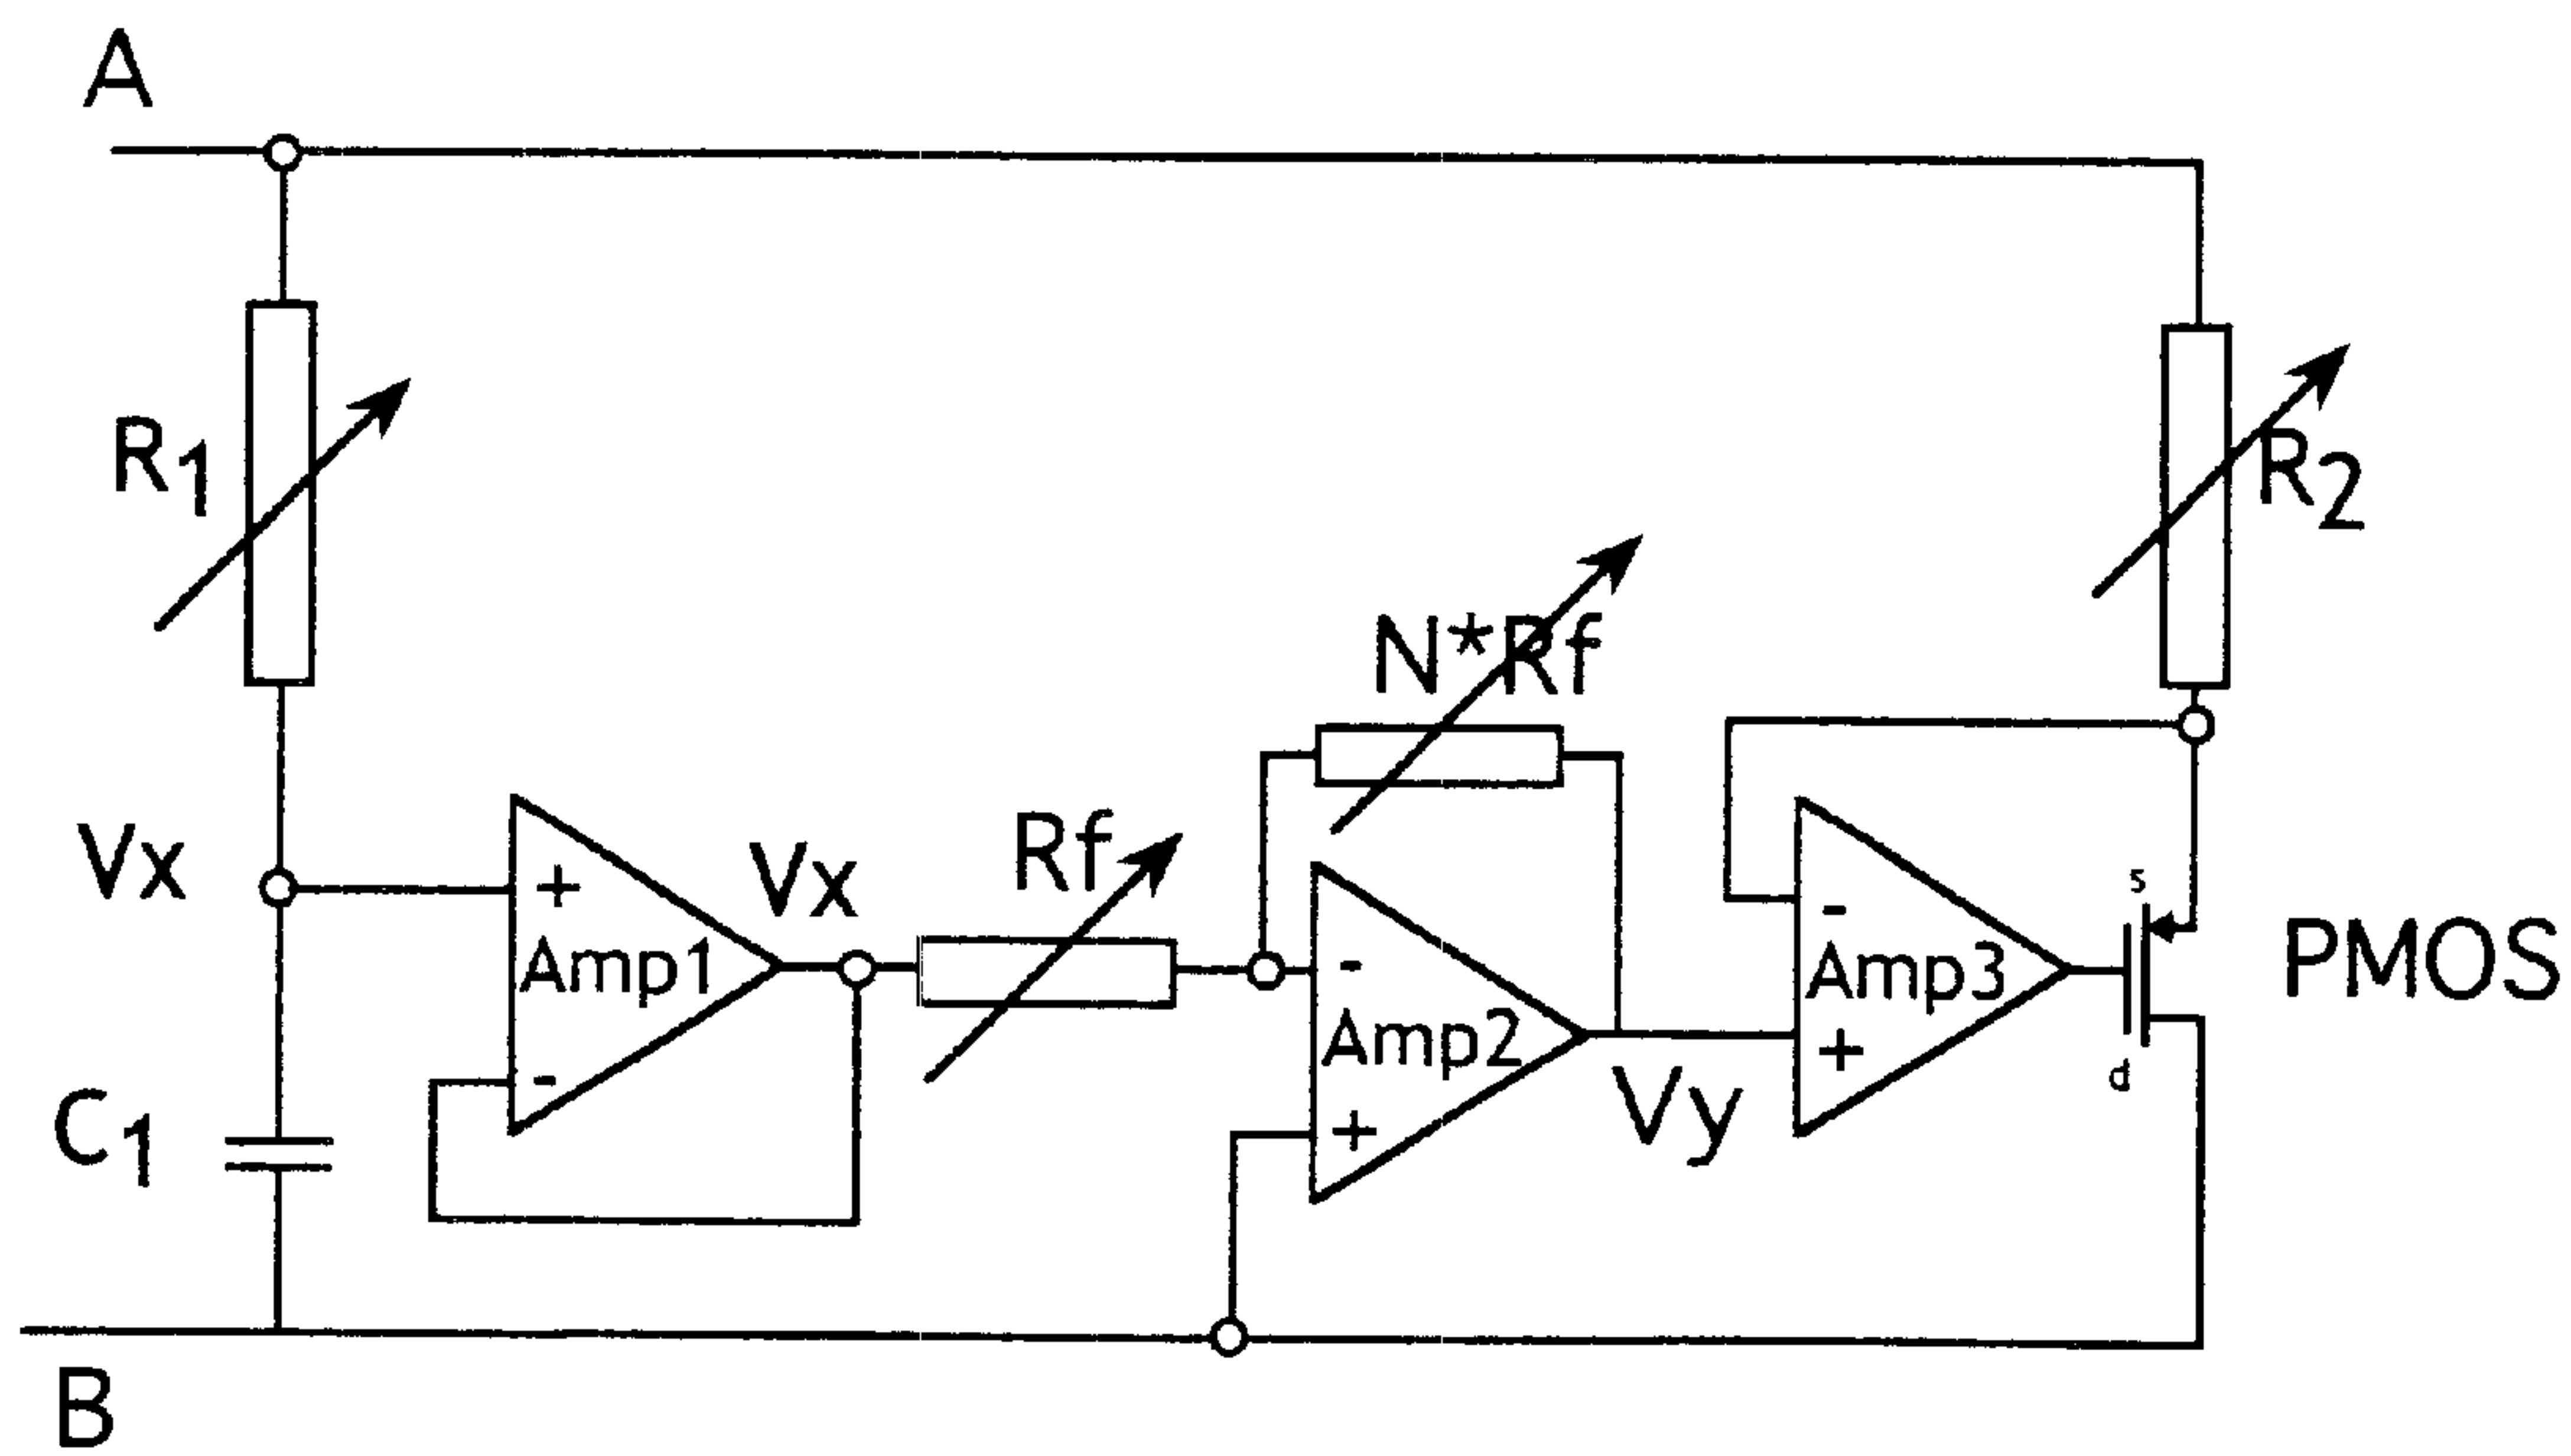 A
R1
R2
N*Rf
Vx
Vx
Rf
+
Amp1
-
-
Amp2
+
-
Amp3
+
s
d
PMOS
Vy
C1
B